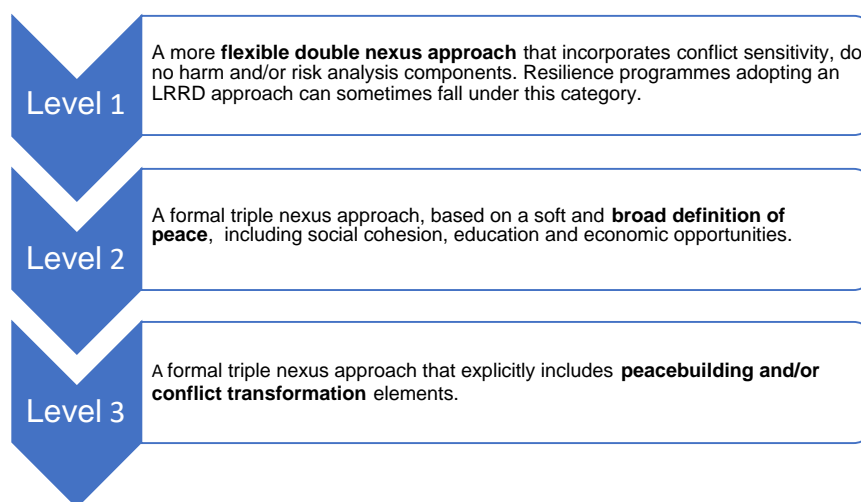 Level 1
A more flexible double nexus approach that incorporates conflict sensitivity, do
no harm and/or risk analysis components. Resilience programmes adopting an
LRRD approach can sometimes fall under this category.
Level 2
A formal triple nexus approach, based on a soft and broad definition of
peace, including social cohesion, education and economic opportunities.
Level 3
A formal triple nexus approach that explicitly includes peacebuilding and/or
conflict transformation elements.